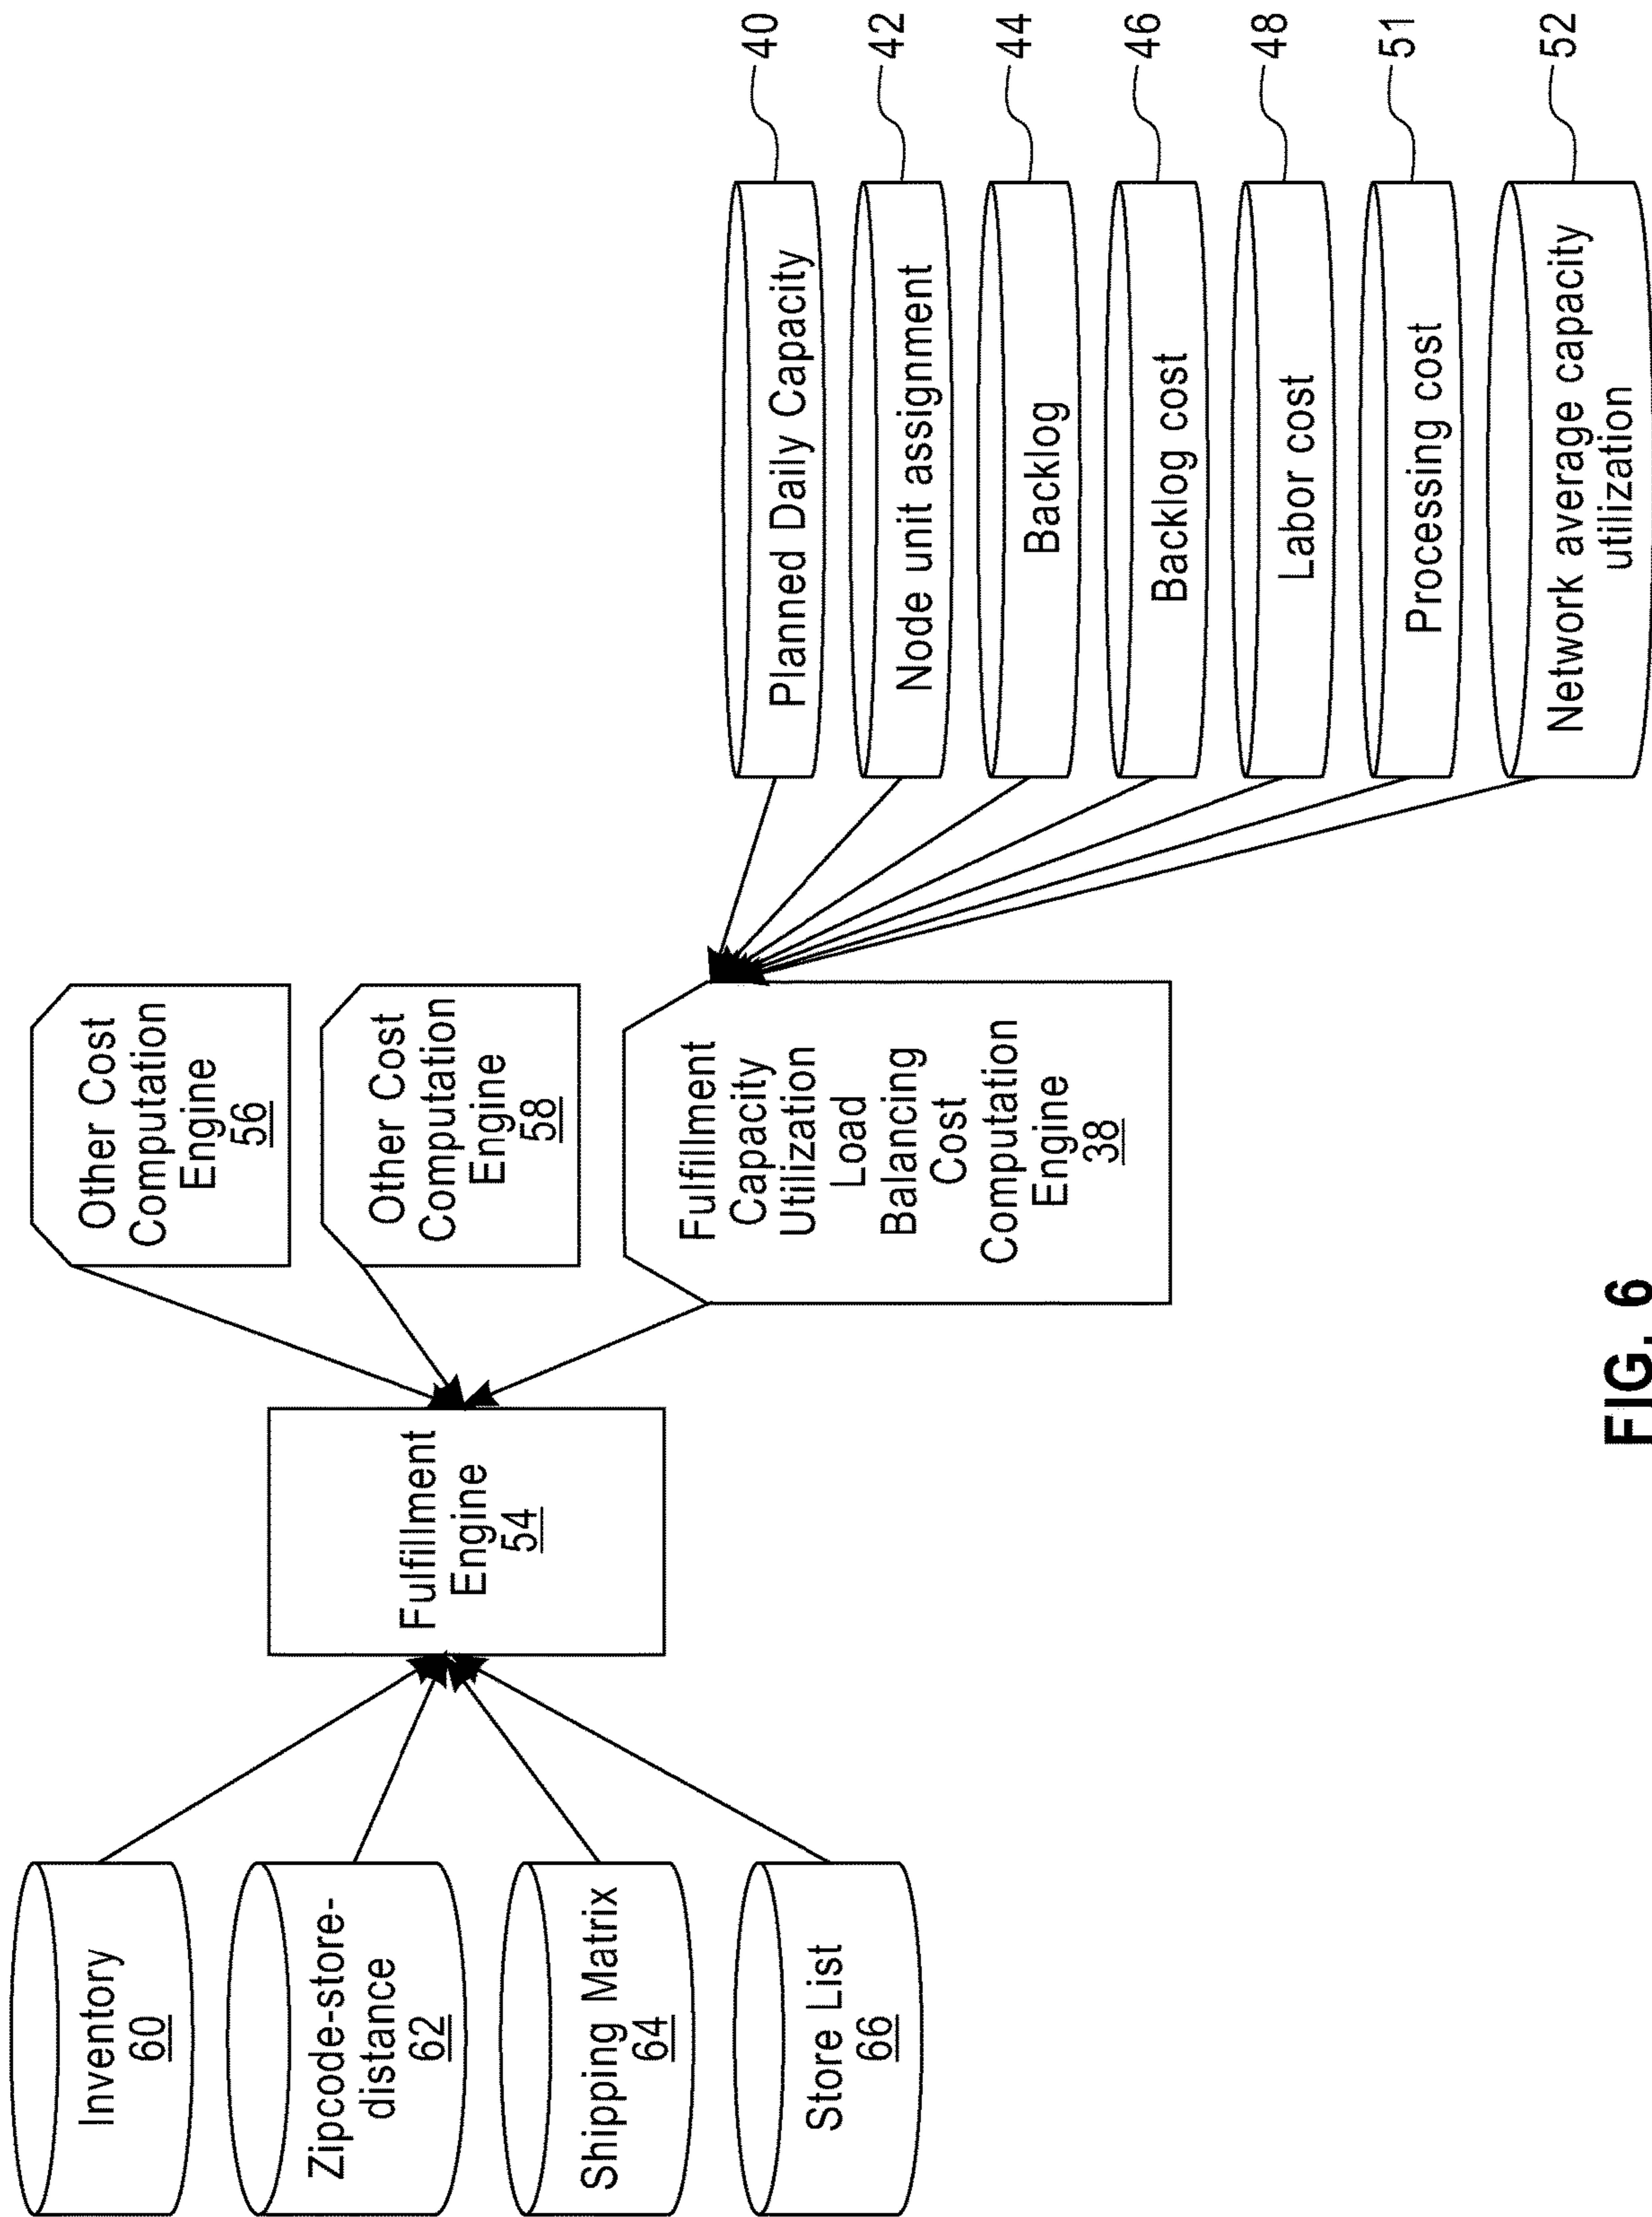 Inventory
60
Zipcode-store-
distance
62
Shipping Matrix
64
Store List
66
Fulfillment
Engine
54
Other Cost
Computation
Engine
56
Other Cost
Computation
Engine
58
Fulfillment
Capacity
Utilization
Load
Balancing
Cost
Computation
Engine
38
Planned Daily Capacity
40
Node unit assignment
42
Backlog
44
Backlog cost
46
Labor cost
48
Processing cost
51
Network average capacity
utilization
52
FIG. 6